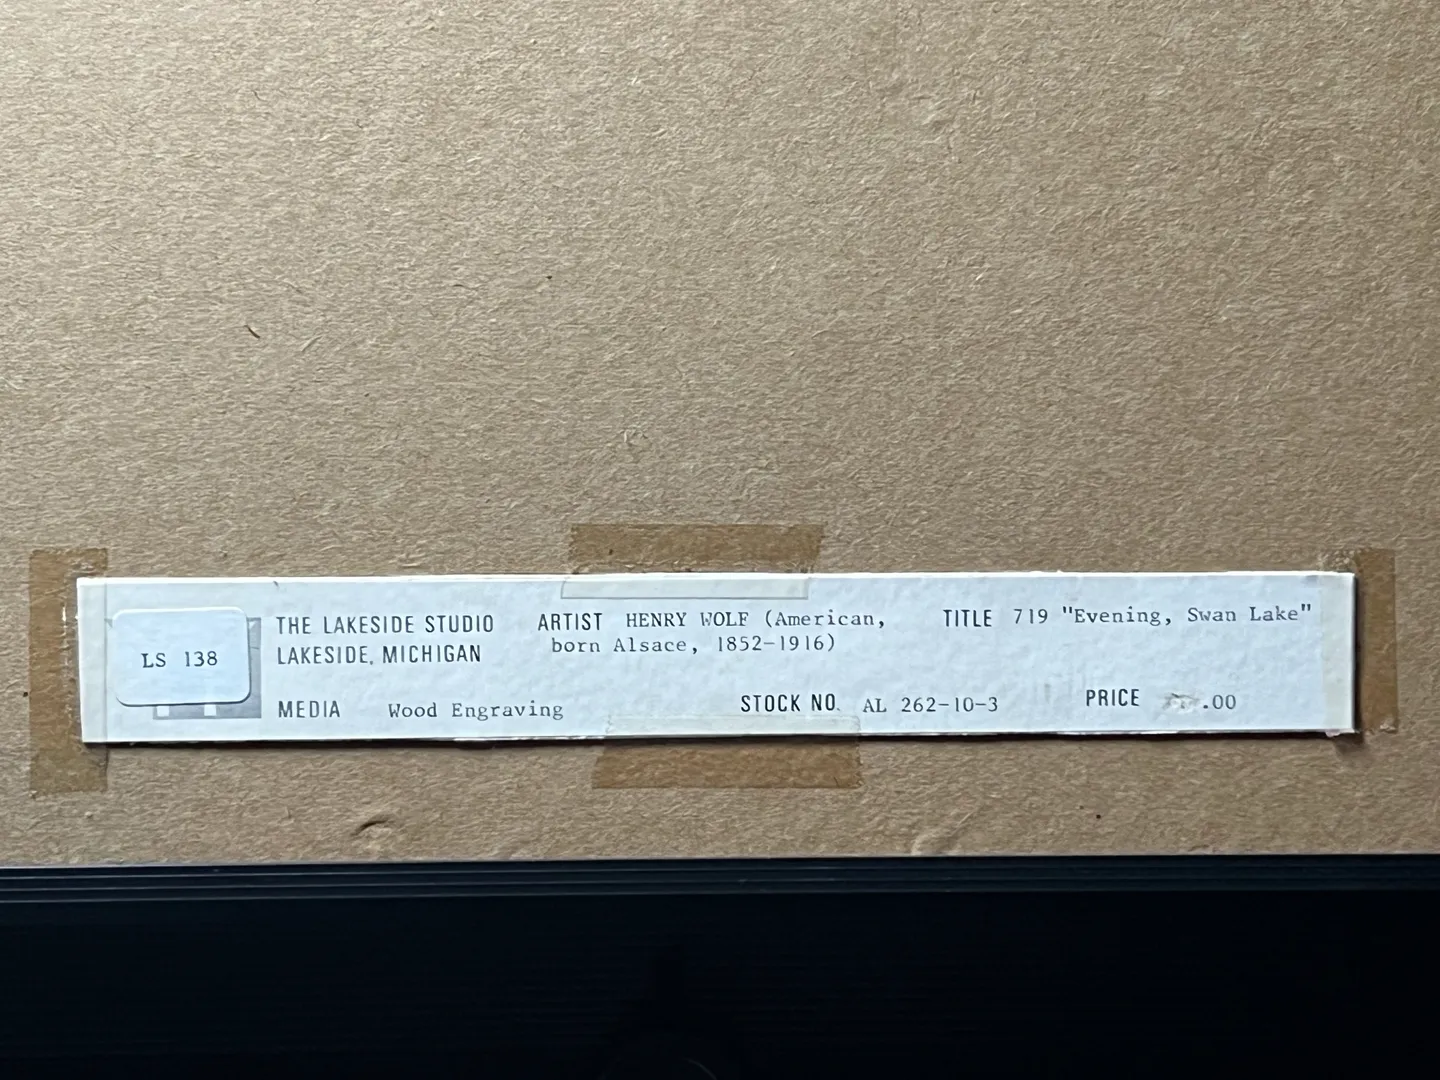 LS 138
THE LAKESIDE STUDIO
LAKESIDE, MICHIGAN
ARTIST HENRY WOLF (American,
born Alsace, 1852-1916)
TITLE 719 "Evening, Swan Lake"
MEDIA Wood Engraving
STOCK NO. AL 262-10-3
PRICE .00